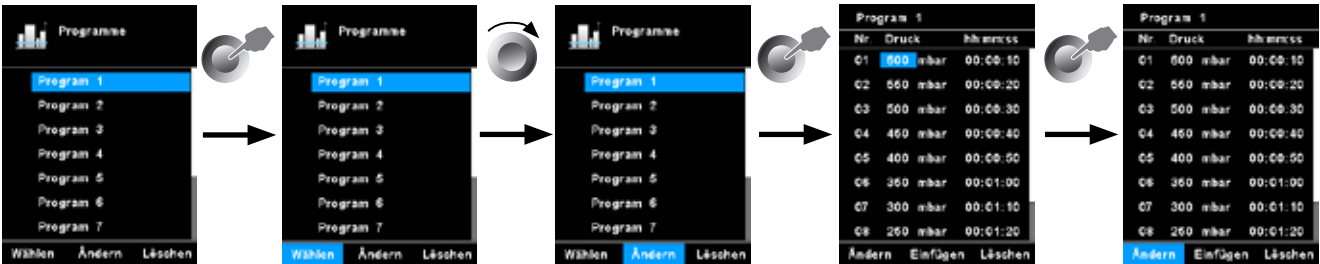 Programme
Program 1
Program 2
Program 3
Program 4
Program 5
Program 6
Program 7
Wählen Ändern Löschen
Programme
Program 1
Program 2
Program 3
Program 4
Program 5
Program 6
Program 7
Wählen Ändern Löschen
Programme
Program 1
Program 2
Program 3
Program 4
Program 5
Program 6
Program 7
Wählen Ändern Löschen
Program 1
Nr. Druck hh:mm:ss
01 600 mbar 00:00:10
02 550 mbar 00:00:20
03 500 mbar 00:00:30
04 450 mbar 00:00:40
05 400 mbar 00:00:50
06 350 mbar 00:01:00
07 300 mbar 00:01:10
08 250 mbar 00:01:20
Ändern Einfügen Löschen
Program 1
Nr. Druck hh:mm:ss
01 600 mbar 00:00:10
02 550 mbar 00:00:20
03 500 mbar 00:00:30
04 450 mbar 00:00:40
05 400 mbar 00:00:50
06 350 mbar 00:01:00
07 300 mbar 00:01:10
08 250 mbar 00:01:20
Ändern Einfügen Löschen